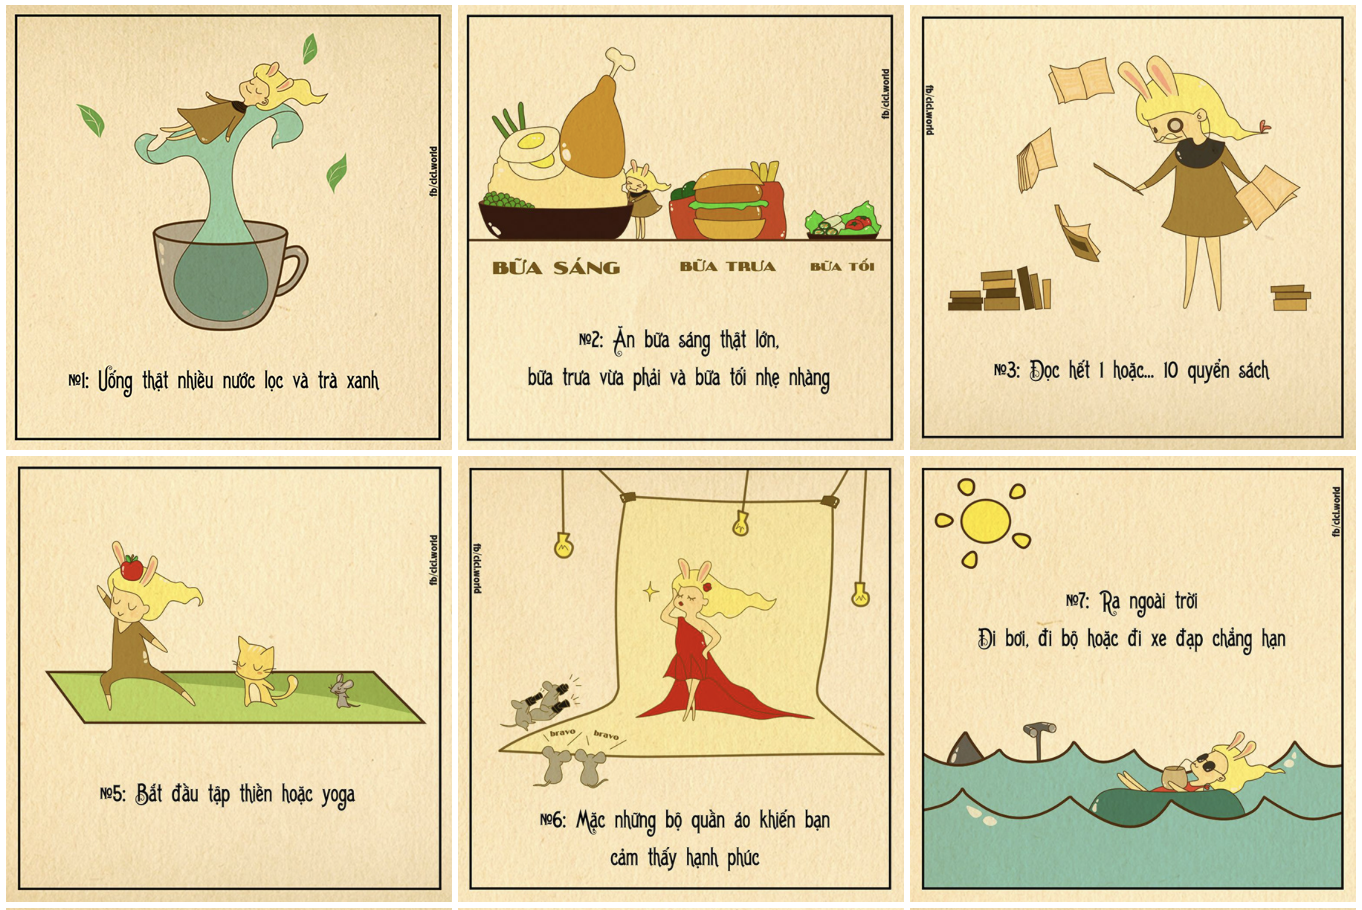 fb/cici.world
№1: Uống thật nhiều nước lọc và trà xanh
fb/cici.world
BỮA SÁNG
BỮA TRƯA
BỮA TỐI
№2: Ăn bữa sáng thật lớn,
bữa trưa vừa phải và bữa tối nhẹ nhàng
fb/cici.world
№3: Đọc hết 1 hoặc... 10 quyển sách
fb/cici.world
№5: Bắt đầu tập thiền hoặc yoga
fb/cici.world
bravo
bravo
№6: Mặc những bộ quần áo khiến bạn
cảm thấy hạnh phúc
fb/cici.world
№7: Ra ngoài trời
Đi bơi, đi bộ hoặc đi xe đạp chẳng hạn